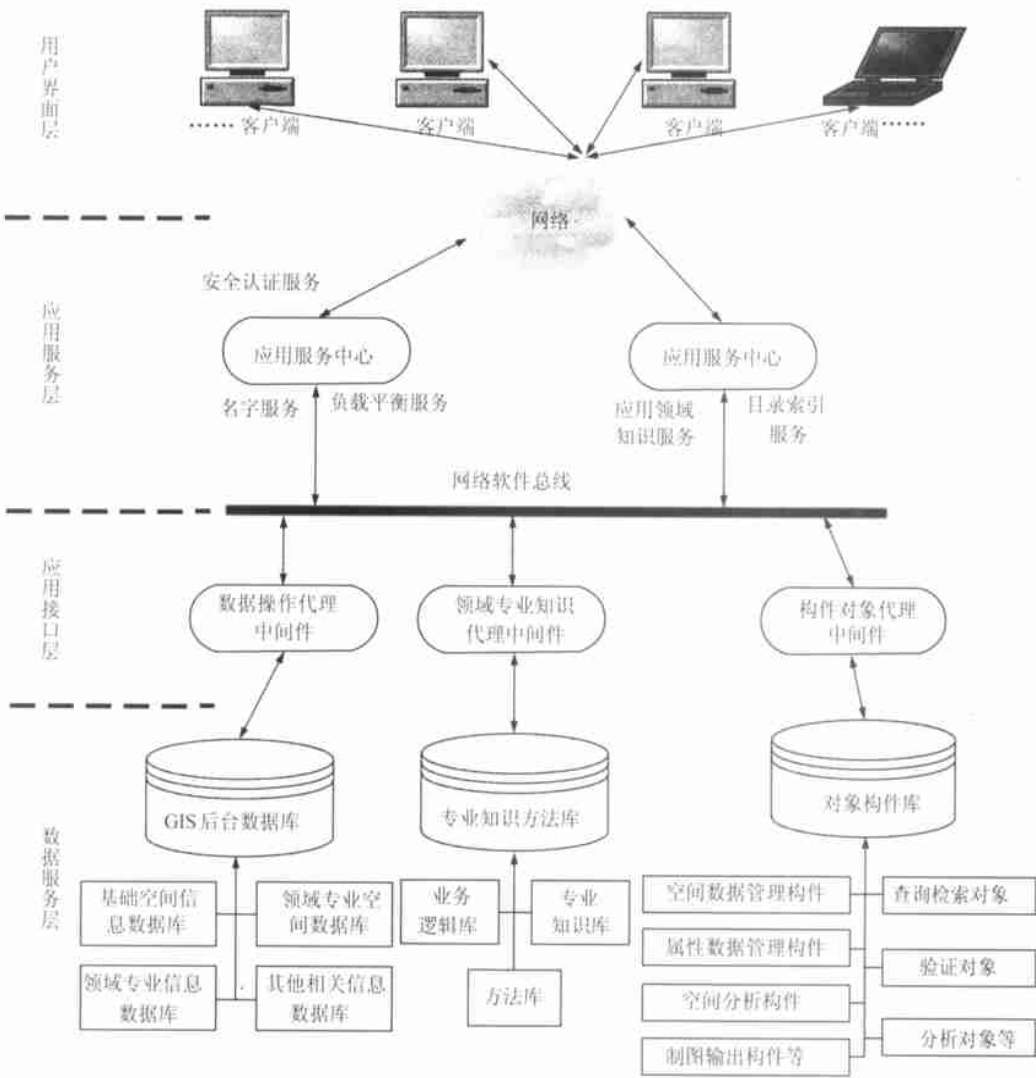 用户界面层
…… 客户端
客户端
客户端
客户端 ……
网络
安全认证服务
应用服务层
应用服务中心
应用服务中心
名字服务
负载平衡服务
应用领域
知识服务
目录索引
服务
网络软件总线
应用接口层
数据操作代理
中间件
领域专业知识
代理中间件
构件对象代理
中间件
数据服务层
GIS后台数据库
专业知识方法库
对象构件库
基础空间信
息数据库
领域专业空
间数据库
领域专业信息
数据库
其他相关信息
数据库
业务
逻辑库
专业
知识库
方法库
空间数据管理构件
查询检索对象
属性数据管理构件
验证对象
空间分析构件
分析对象等
制图输出构件等